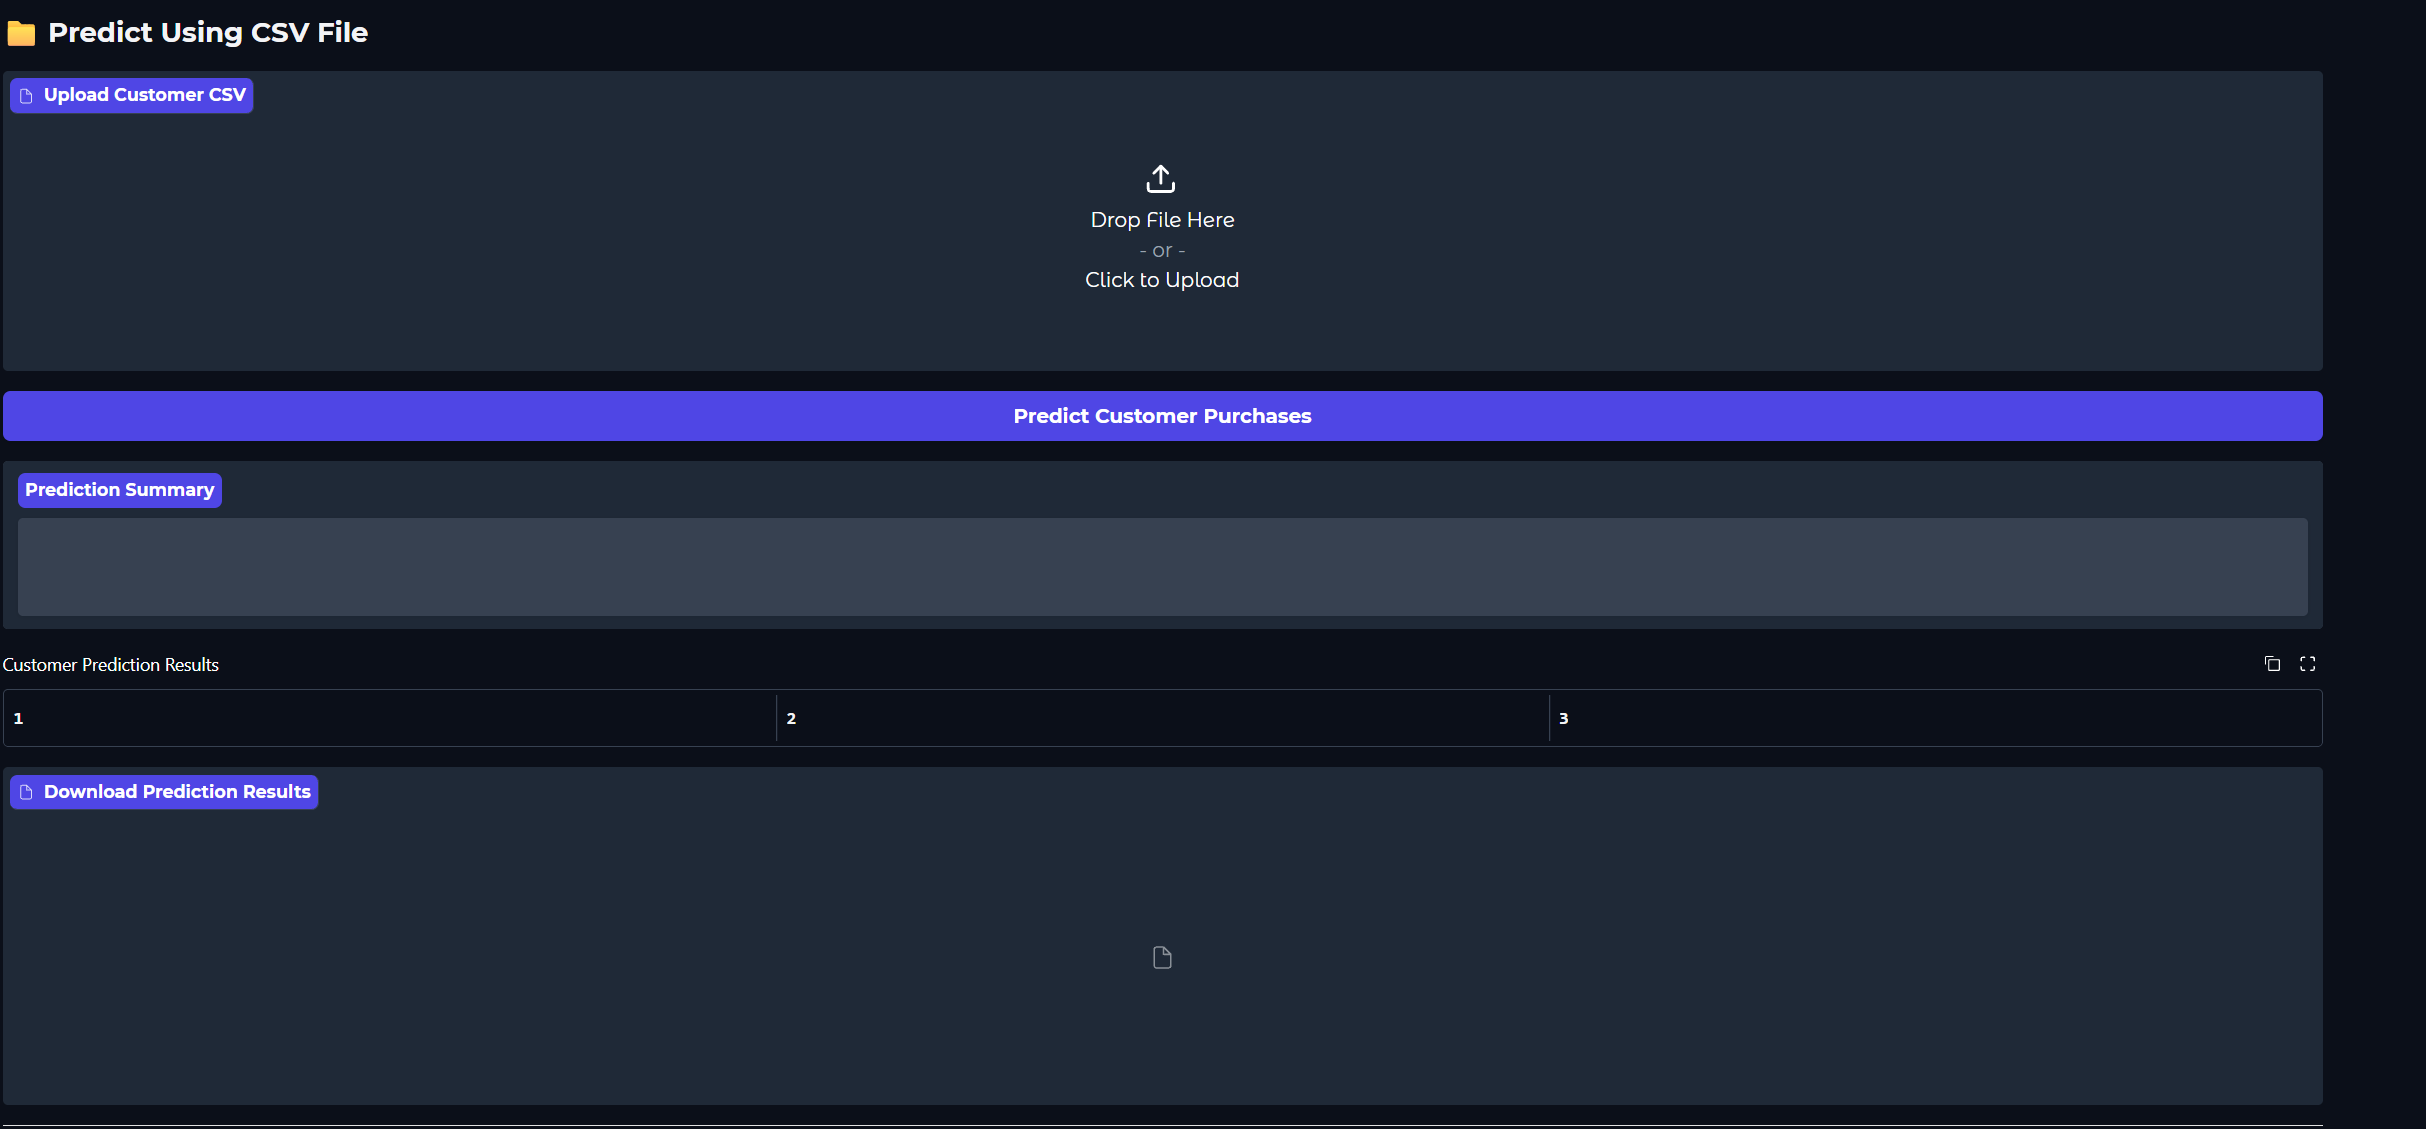 Predict Using CSV File
Upload Customer CSV
Drop File Here
- or -
Click to Upload
Predict Customer Purchases
Prediction Summary
Customer Prediction Results
1 2 3
Download Prediction Results